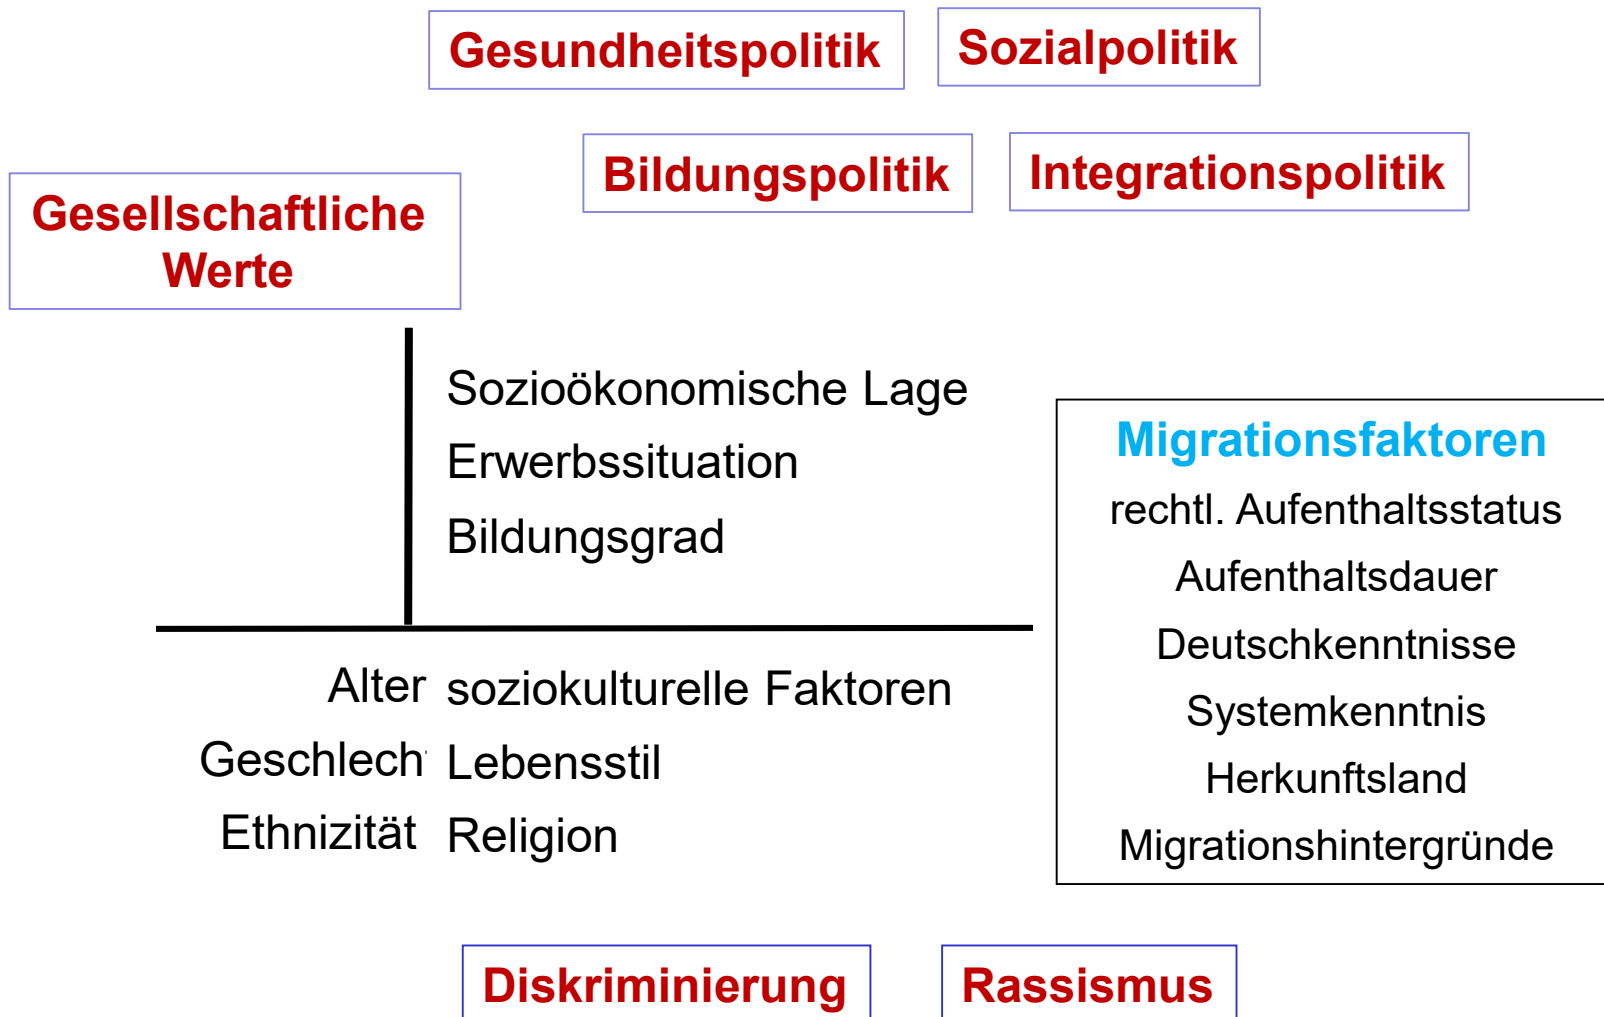 Gesundheitspolitik
Sozialpolitik
Bildungspolitik
Integrationspolitik
Gesellschaftliche
Werte
Sozioökonomische Lage
Erwerbssituation
Bildungsgrad
Migrationsfaktoren
rechtl. Aufenthaltsstatus
Aufenthaltsdauer
Deutschkenntnisse
Systemkenntnis
Herkunftsland
Migrationshintergründe
Alter
Geschlech
Ethnizität
soziokulturelle Faktoren
Lebensstil
Religion
Diskriminierung
Rassismus